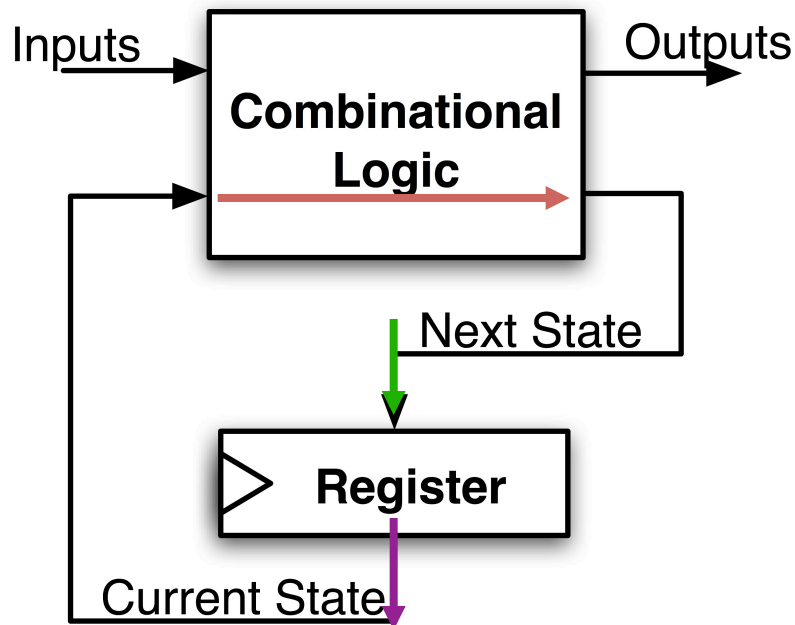 Inputs
Outputs
Combinational
Logic
Next State
Register
Current State